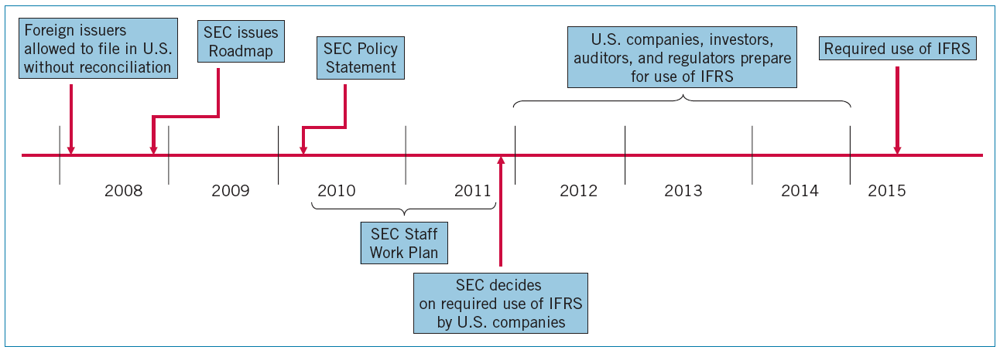 Foreign issuers
allowed to file in U.S.
without reconciliation
SEC issues
Roadmap
SEC Policy
Statement
U.S. companies, investors,
auditors, and regulators prepare
for use of IFRS
Required use of IFRS
2008
2009
2010
2011
2012
2013
2014
2015
SEC Staff
Work Plan
SEC decides
on required use of IFRS
by U.S. companies